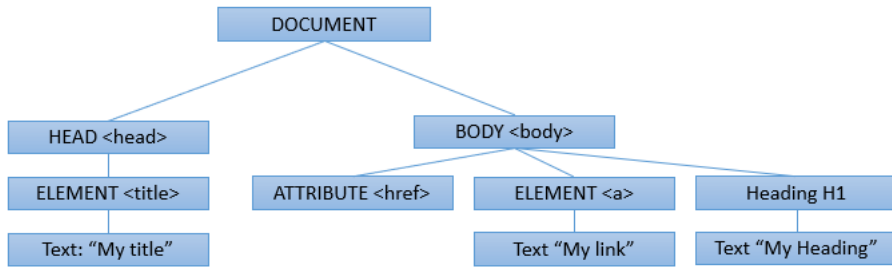 DOCUMENT
HEAD <head>
BODY <body>
ELEMENT <title>
ATTRIBUTE <href>
ELEMENT <a>
Heading H1
Text: “My title”
Text “My link”
Text “My Heading”